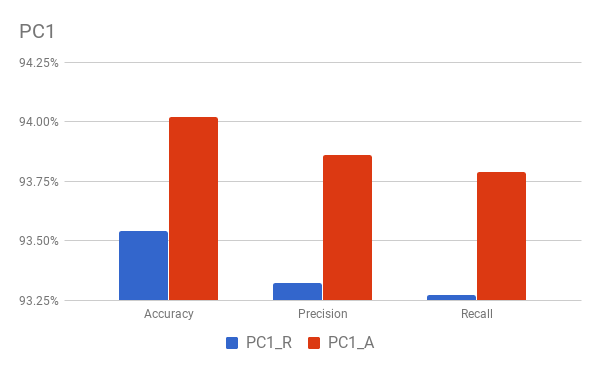 PC1
94.25%
94.00%
93.75%
93.50%
93.25%
Accuracy Precision Recall
PC1_R PC1_A